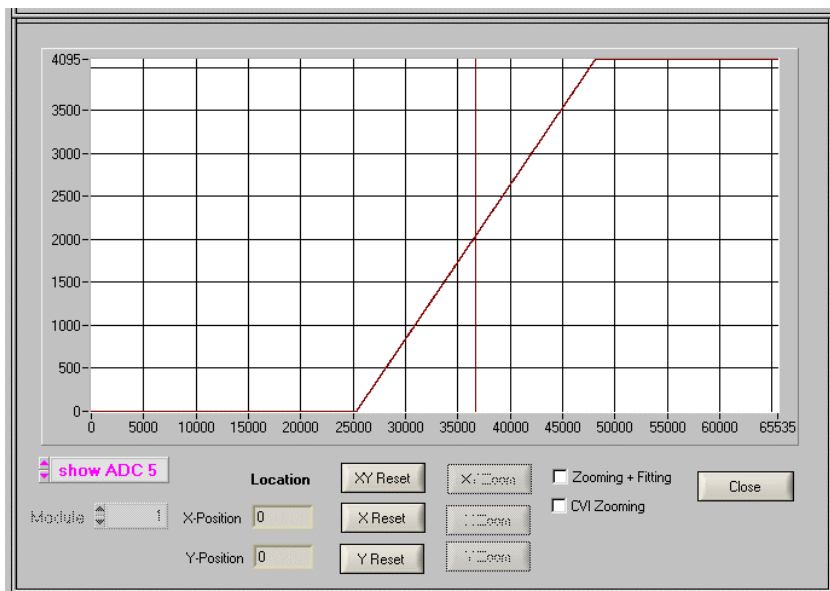 4095
3500
3000
2500
2000
1500
1000
500
0
0 5000 10000 15000 20000 25000 30000 35000 40000 45000 50000 55000 60000 65535
show ADC 5
Location
XY Reset
Zooming + Fitting
Close
Module 1
X-Position 0
X Reset
CVI Zooming
Y-Position 0
Y Reset